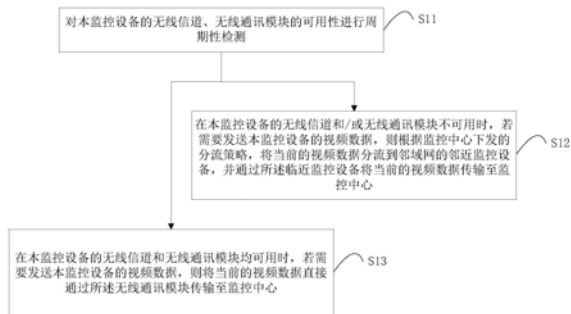 对本监控设备的无线信道、无线通讯模块的可用性进行周
期性检测
S11
在本监控设备的无线信道和/或无线通讯模块不可用时，若
需要发送本监控设备的视频数据，则根据监控中心下发的
分流策略，将当前的视频数据分流到邻域网的邻近监控设
备，并通过所述临近监控设备将当前的视频数据传输至监
控中心
S12
在本监控设备的无线信道和无线通讯模块均可用时，若需
要发送本监控设备的视频数据，则将当前的视频数据直接
通过所述无线通讯模块传输至监控中心
S13